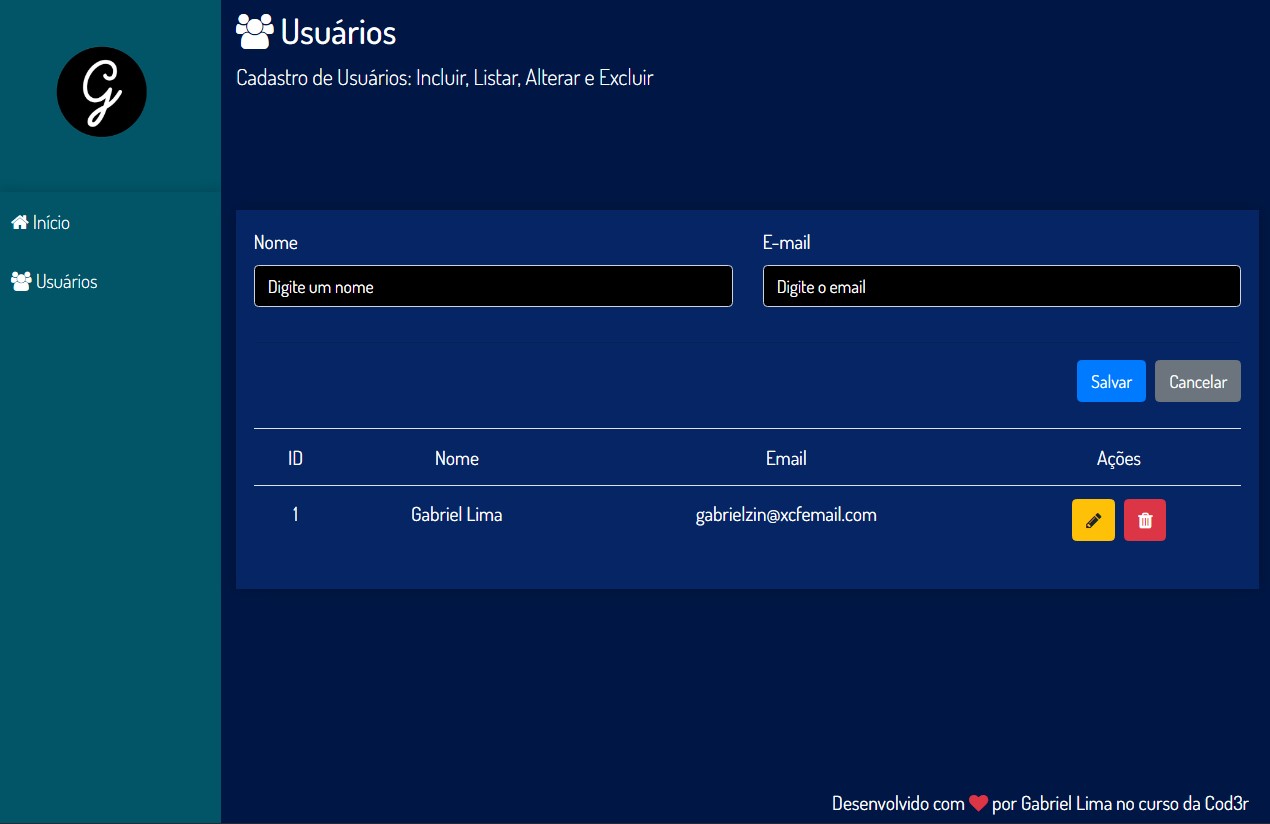 G
Usuários
Cadastro de Usuários: Incluir, Listar, Alterar e Excluir
Início
Usuários
Nome E-mail
Digite um nome Digite o email
Salvar Cancelar
ID Nome Email Ações
1 Gabriel Lima gabrielzin@xcfemail.com
Desenvolvido com ❤ por Gabriel Lima no curso da Cod3r